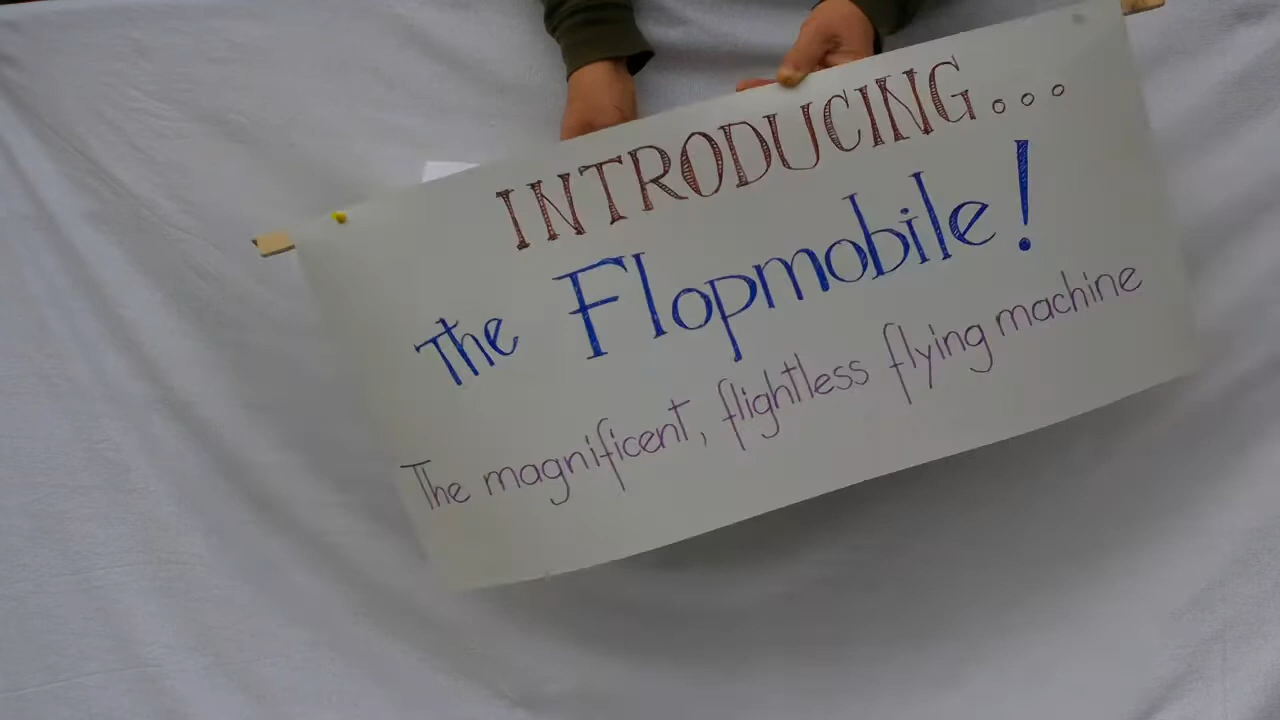 INTRODUCING...
The Flopmobile!
The magnificent, flightless flying machine